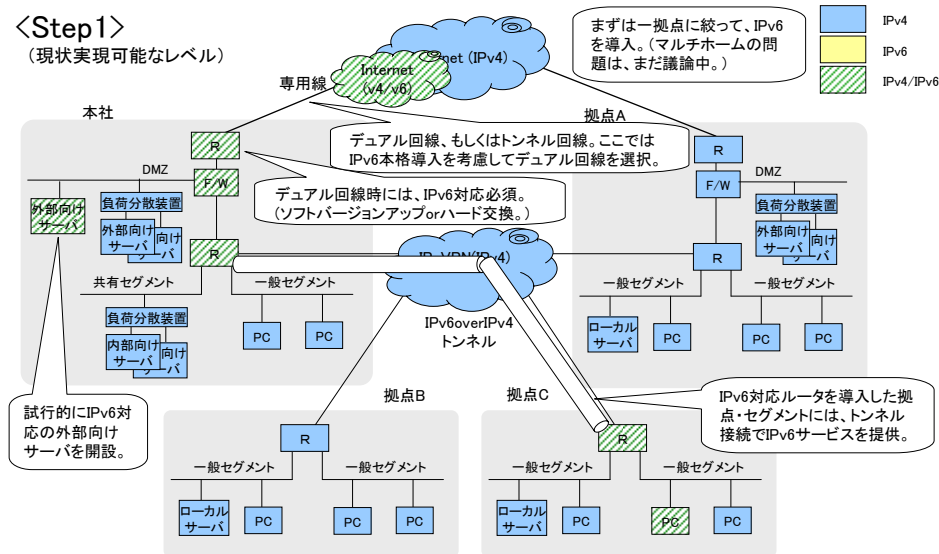 <Step1>
(現状実現可能なレベル)
まずは一拠点に絞って、IPv6
を導入。(マルチホームの問
題は、まだ議論中。)
IPv4
IPv6
IPv4/IPv6
net (IPv4)
Internet
(v4/v6)
専用線
本社
拠点A
デュアル回線、もしくはトンネル回線。ここでは
IPv6本格導入を考慮してデュアル回線を選択。
R
DMZ
F/W
デュアル回線時には、IPv6対応必須。
(ソフトバージョンアップorハード交換。)
外部向け
サーバ
負荷分散装置
外部向け
サーバ
向け
サーバ
R
R
F/W
DMZ
負荷分散装置
外部向け
サーバ
向け
サーバ
R
IP-VPN(IPv4)
IPv6overIPv4
トンネル
共有セグメント
一般セグメント
負荷分散装置
内部向け
サーバ
向け
サーバ
PC
PC
一般セグメント
一般セグメント
ローカル
サーバ
PC
PC
PC
試行的にIPv6対
応の外部向け
サーバを開設。
IPv6対応ルータを導入した拠
点・セグメントには、トンネル
接続でIPv6サービスを提供。
拠点B
R
一般セグメント
一般セグメント
ローカル
サーバ
PC
PC
PC
拠点C
R
一般セグメント
一般セグメント
ローカル
サーバ
PC
PC
PC